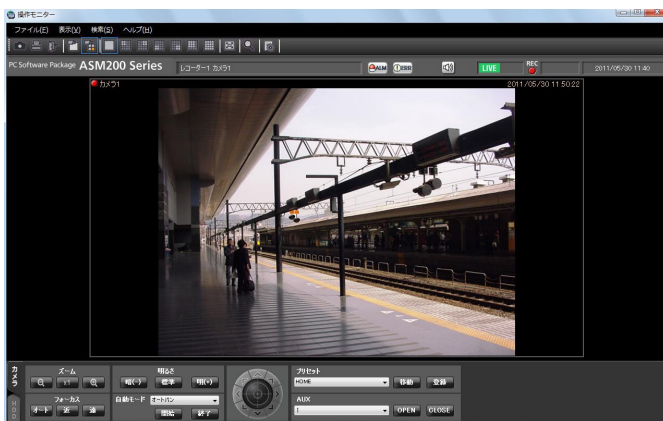 操作モニター
ファイル(F) 表示(V) 検索(S) ヘルプ(H)
PC Software Package ASM200 Series レコーダー1 カメラ1 ALM ERR LIVE REC 2011/05/30 11:40
カメラ1 2011/05/30 11:50:22
カメラ
ズーム
x1
フォーカス
オート 近 遠
明るさ
暗(-) 標準 明(+)
自動モード オートパン
開始 終了
プリセット
HOME 移動 登録
AUX
1 OPEN CLOSE
HDD